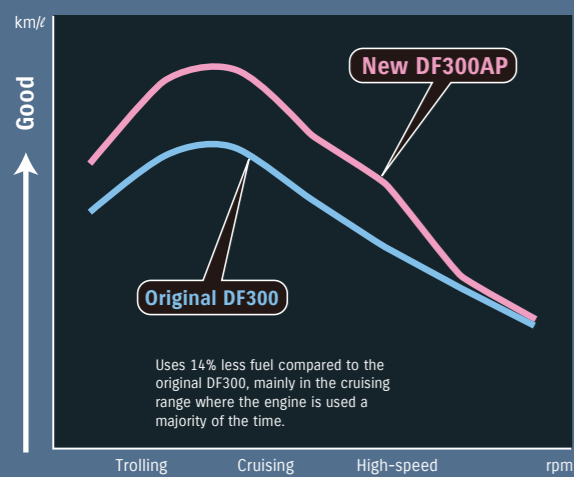 km/ℓ
Good
New DF300AP
Original DF300
Uses 14% less fuel compared to the
original DF300, mainly in the cruising
range where the engine is used a
majority of the time.
Trolling Cruising High-speed rpm